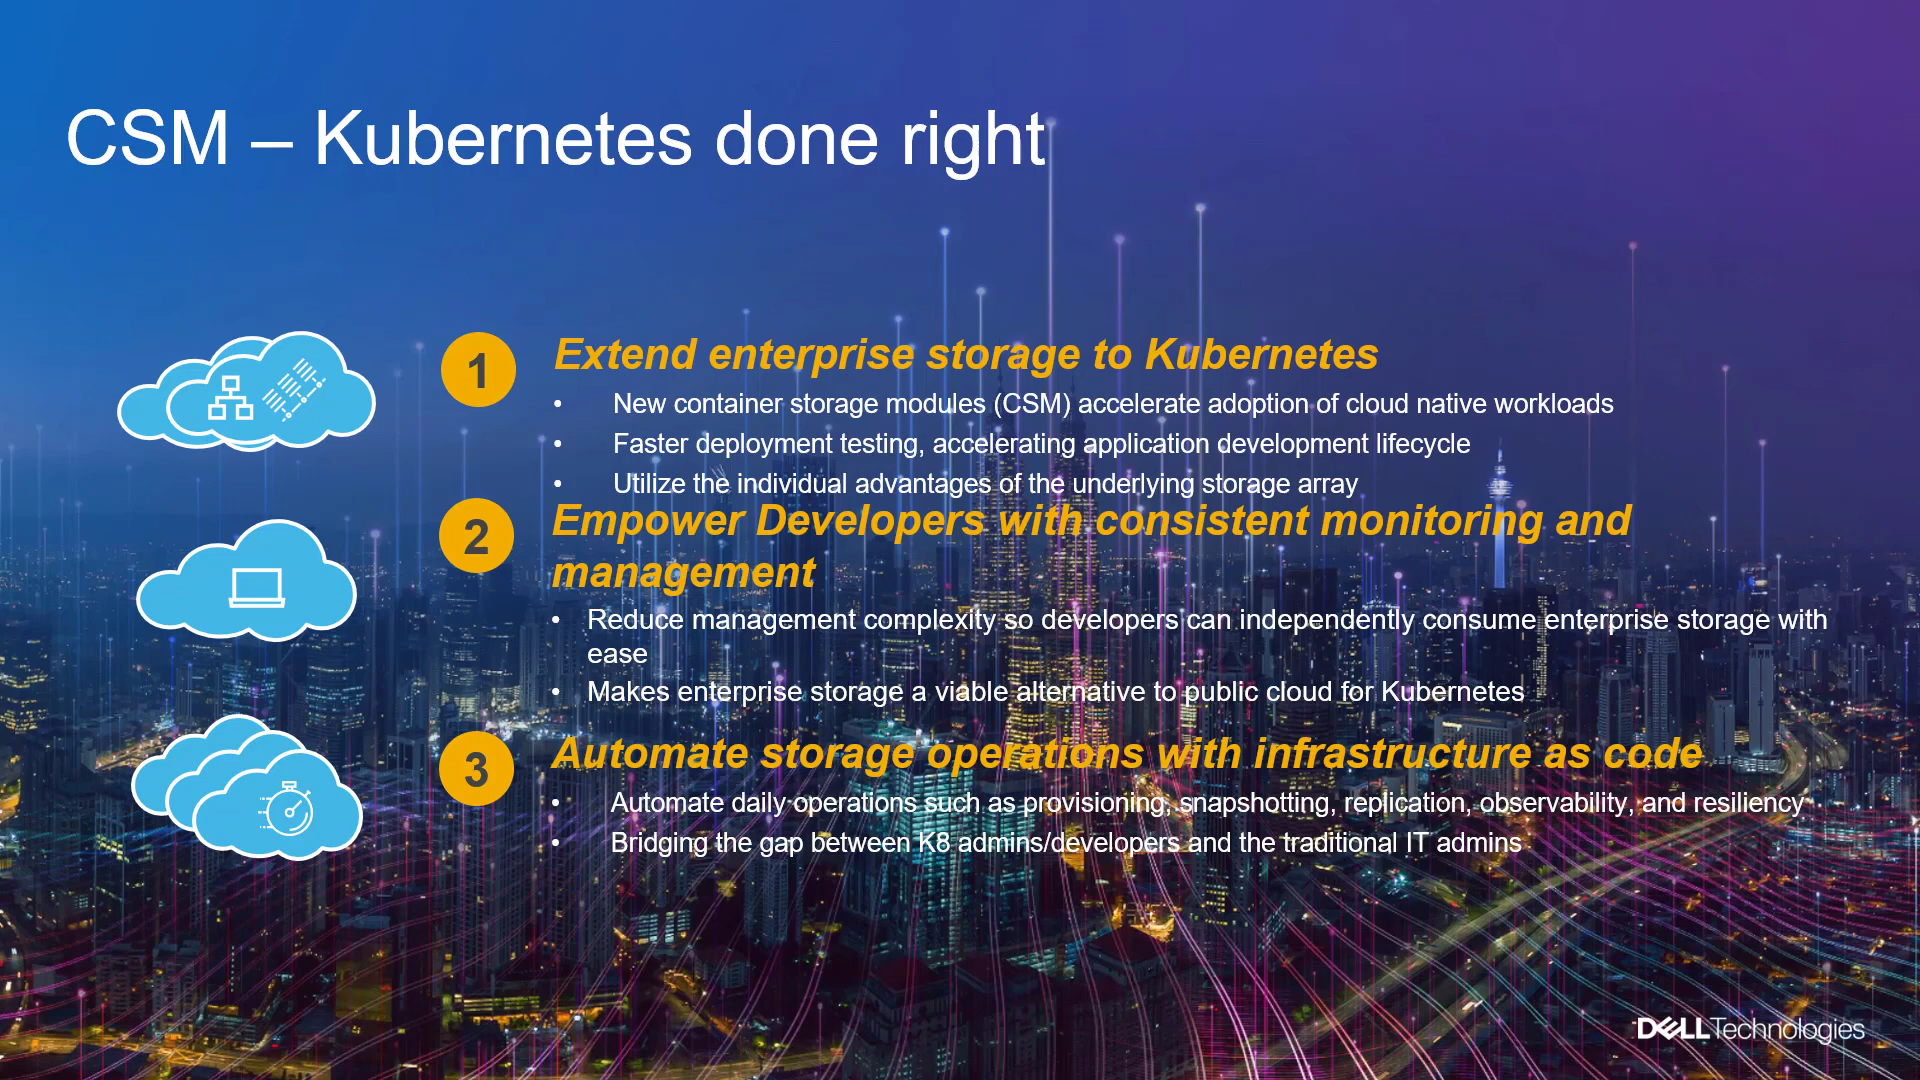 CSM – Kubernetes done right
1
Extend enterprise storage to Kubernetes
• New container storage modules (CSM) accelerate adoption of cloud native workloads
• Faster deployment testing, accelerating application development lifecycle
• Utilize the individual advantages of the underlying storage array
2
Empower Developers with consistent monitoring and
management
• Reduce management complexity so developers can independently consume enterprise storage with
ease
• Makes enterprise storage a viable alternative to public cloud for Kubernetes
3
Automate storage operations with infrastructure as code
• Automate daily operations such as provisioning, snapshotting, replication, observability, and resiliency
• Bridging the gap between K8 admins/developers and the traditional IT admins
DELL Technologies